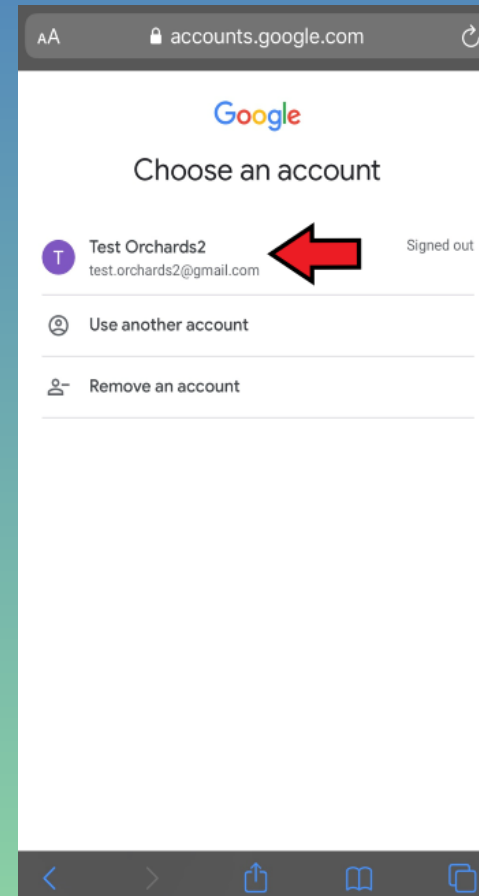 AA accounts.google.com
Google
Choose an account
T Test Orchards2 Signed out
test.orchards2@gmail.com
Use another account
Remove an account